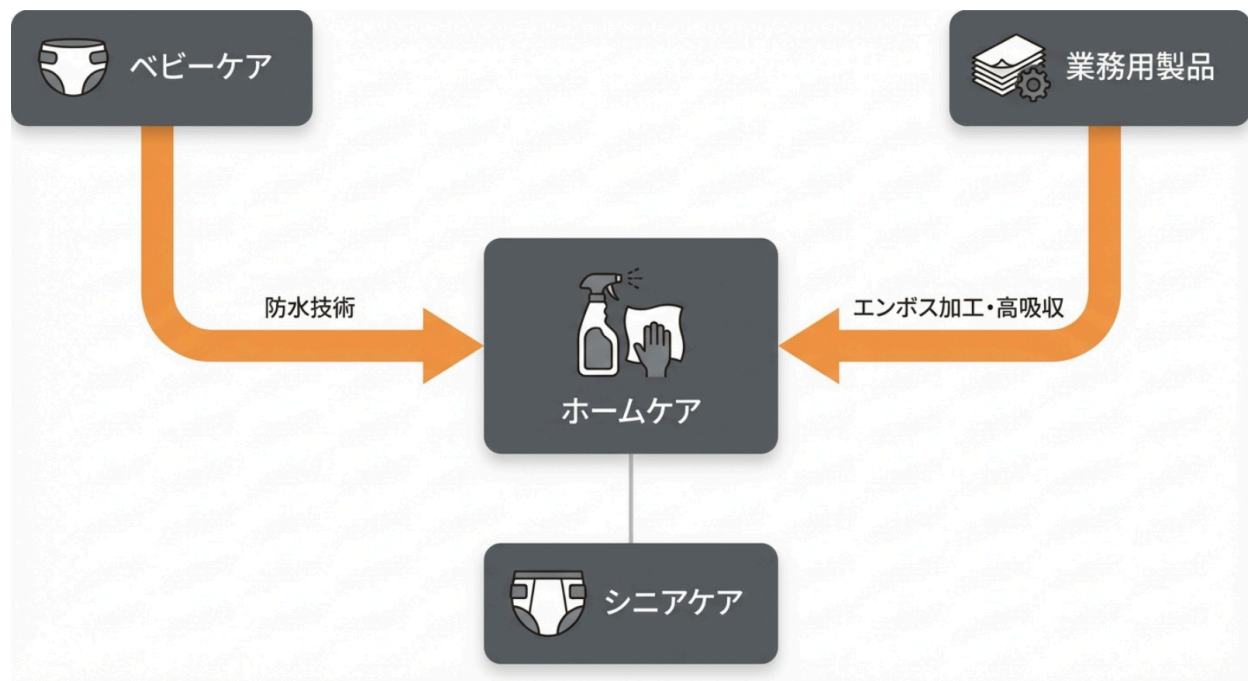 ベビーケア
業務用製品
防水技術
エンボス加工・高吸収
ホームケア
シニアケア